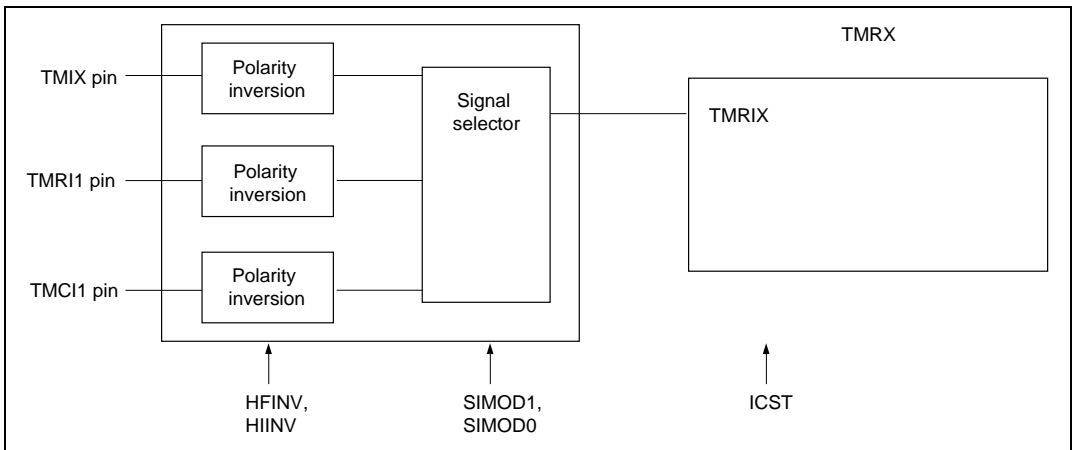 TMRX
TMIX pin
Polarity
inversion
Signal
selector
TMRIX
TMRI1 pin
Polarity
inversion
TMCI1 pin
Polarity
inversion
HFINV,
HIINV
SIMOD1,
SIMOD0
ICST